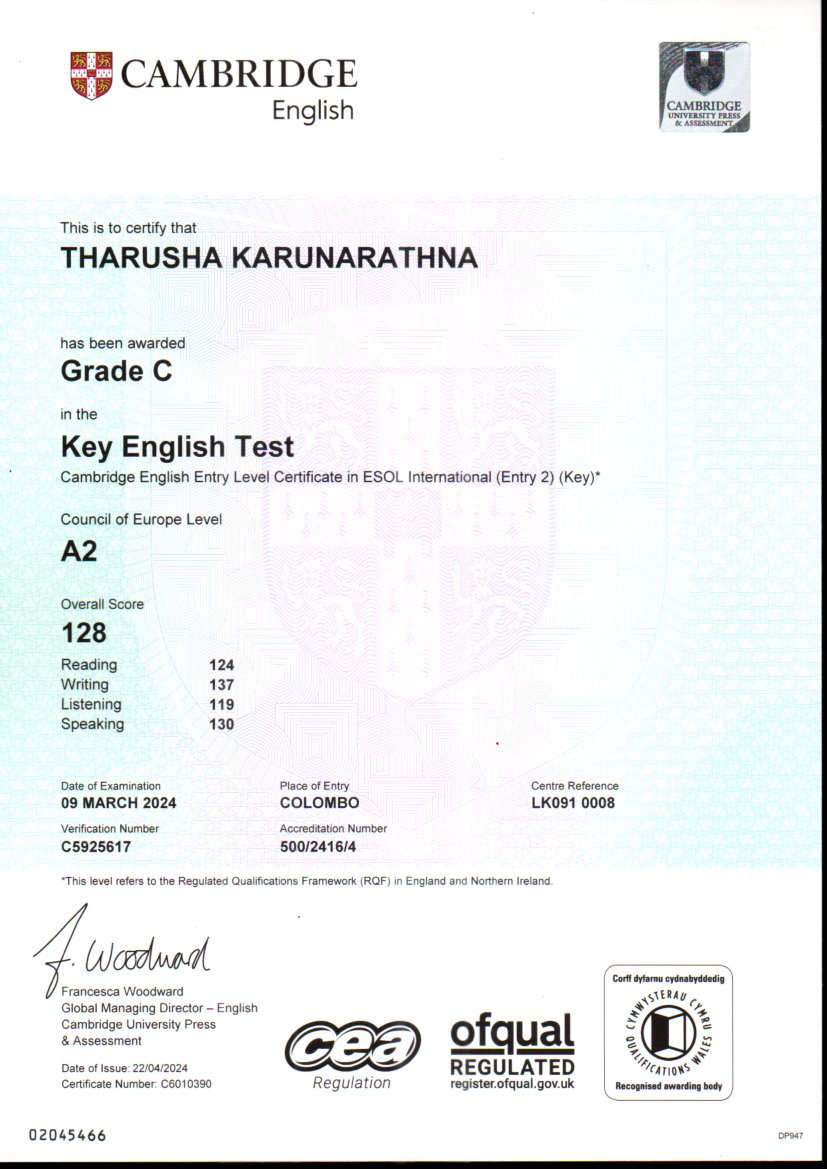 CAMBRIDGE
English
CAMBRIDGE
UNIVERSITY PRESS
& ASSESSMENT
This is to certify that
THARUSHA KARUNARATHNA
has been awarded
Grade C
in the
Key English Test
Cambridge English Entry Level Certificate in ESOL International (Entry 2) (Key)*
Council of Europe Level
A2
Overall Score
128
Reading 124
Writing 137
Listening 119
Speaking 130
Date of Examination Place of Entry Centre Reference
09 MARCH 2024 COLOMBO LK091 0008
Verification Number Accreditation Number
C5925617 500/2416/4
*This level refers to the Regulated Qualifications Framework (RQF) in England and Northern Ireland.
F. Woodward
Francesca Woodward
Global Managing Director – English
Cambridge University Press
& Assessment
Date of Issue: 22/04/2024
Certificate Number: C6010390
cea
Regulation
ofqual
REGULATED
register.ofqual.gov.uk
Corff dyfarnu cydnabyddedig
CYMWYSTERAU CYMRU
QUALIFICATIONS WALES
Recognised awarding body
02045466
DP947